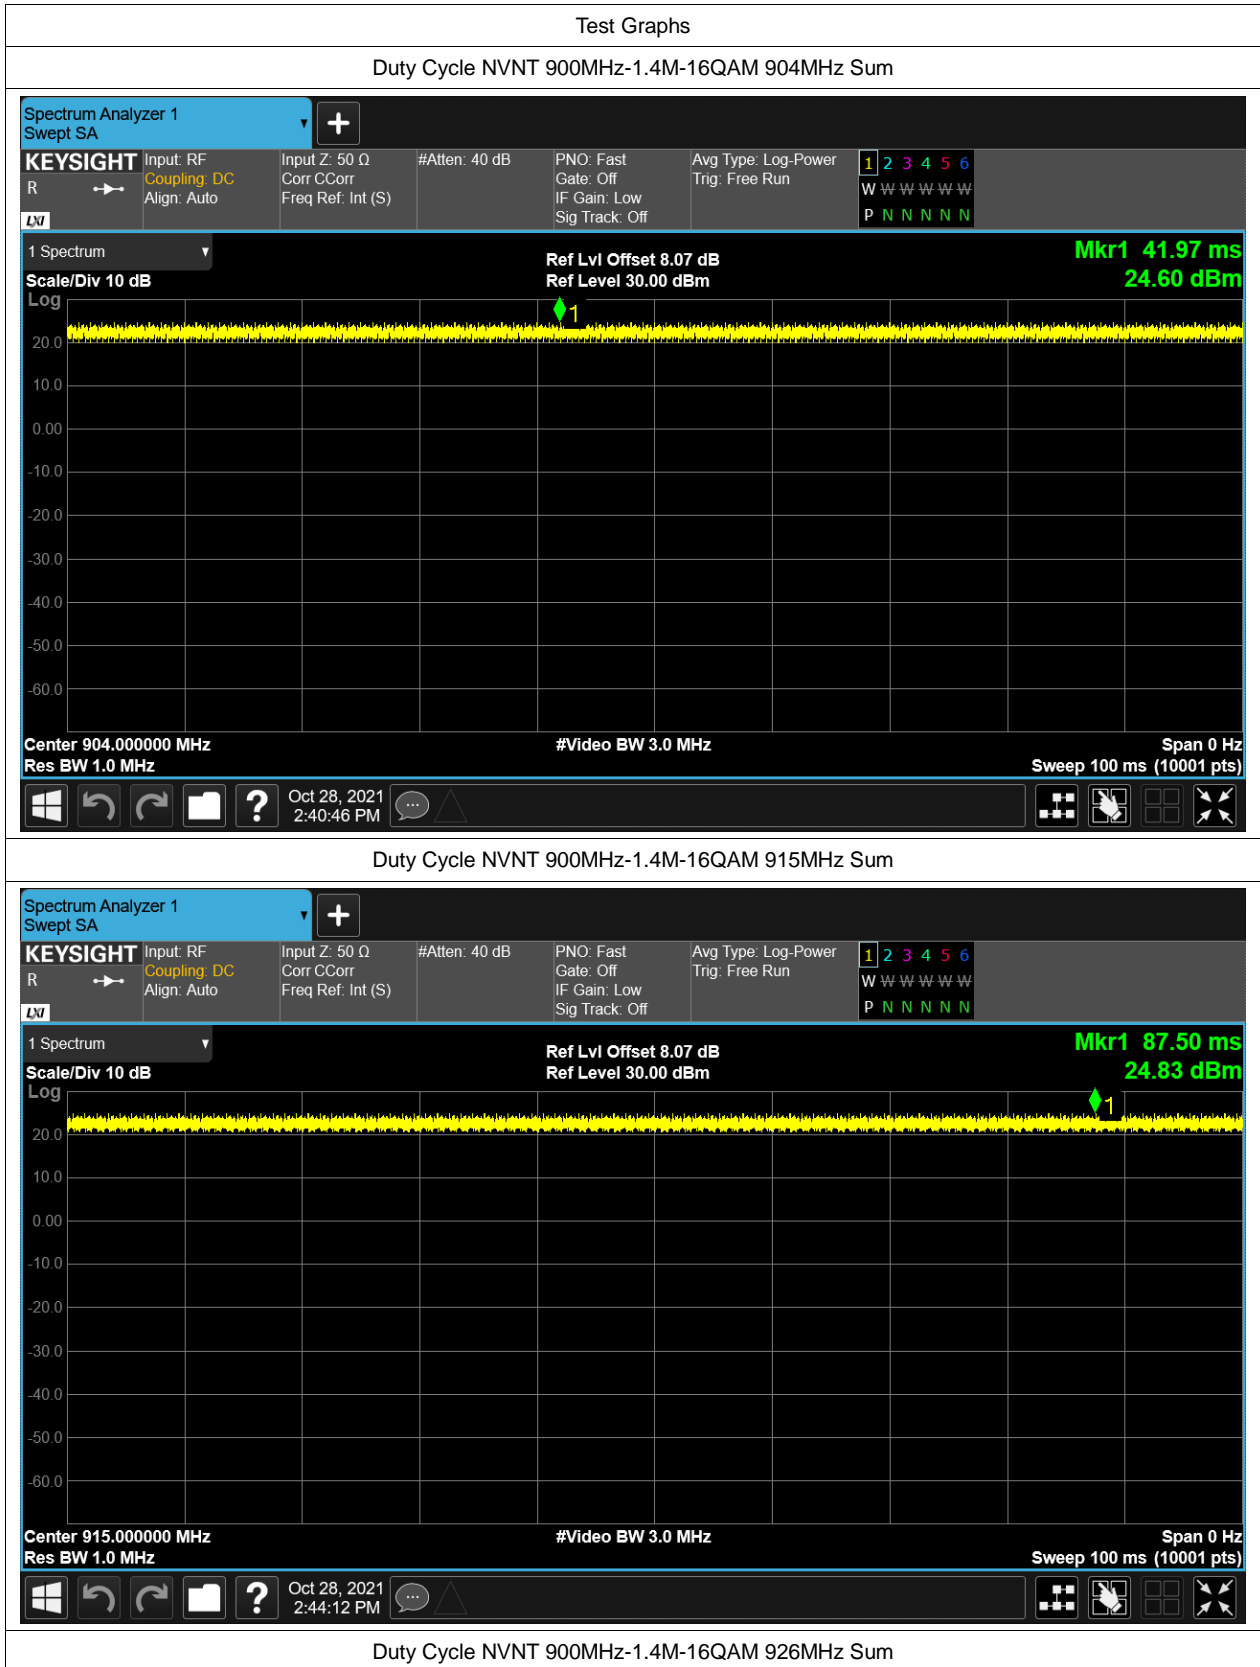 Test Graphs
Duty Cycle NVNT 900MHz-1.4M-16QAM 904MHz Sum
Spectrum Analyzer 1
Swept SA
KEYSIGHT Input: RF Input Z: 50 Ω #Atten: 40 dB PNO: Fast Avg Type: Log-Power 1 2 3 4 5 6
R Coupling: DC Corr CCorr Gate: Off Trig: Free Run W W W W W W
Align: Auto Freq Ref: Int (S) IF Gain: Low
LXI Sig Track: Off P N N N N N
1 Spectrum Ref Lvl Offset 8.07 dB Mkr1 41.97 ms
Scale/Div 10 dB Ref Level 30.00 dBm 24.60 dBm
Log
1
20.0
10.0
0.00
-10.0
-20.0
-30.0
-40.0
-50.0
-60.0
Center 904.000000 MHz #Video BW 3.0 MHz Span 0 Hz
Res BW 1.0 MHz Sweep 100 ms (10001 pts)
? Oct 28, 2021
2:40:46 PM
Duty Cycle NVNT 900MHz-1.4M-16QAM 915MHz Sum
Spectrum Analyzer 1
Swept SA
KEYSIGHT Input: RF Input Z: 50 Ω #Atten: 40 dB PNO: Fast Avg Type: Log-Power 1 2 3 4 5 6
R Coupling: DC Corr CCorr Gate: Off Trig: Free Run W W W W W W
Align: Auto Freq Ref: Int (S) IF Gain: Low
LXI Sig Track: Off P N N N N N
1 Spectrum Ref Lvl Offset 8.07 dB Mkr1 87.50 ms
Scale/Div 10 dB Ref Level 30.00 dBm 24.83 dBm
Log
1
20.0
10.0
0.00
-10.0
-20.0
-30.0
-40.0
-50.0
-60.0
Center 915.000000 MHz #Video BW 3.0 MHz Span 0 Hz
Res BW 1.0 MHz Sweep 100 ms (10001 pts)
? Oct 28, 2021
2:44:12 PM
Duty Cycle NVNT 900MHz-1.4M-16QAM 926MHz Sum